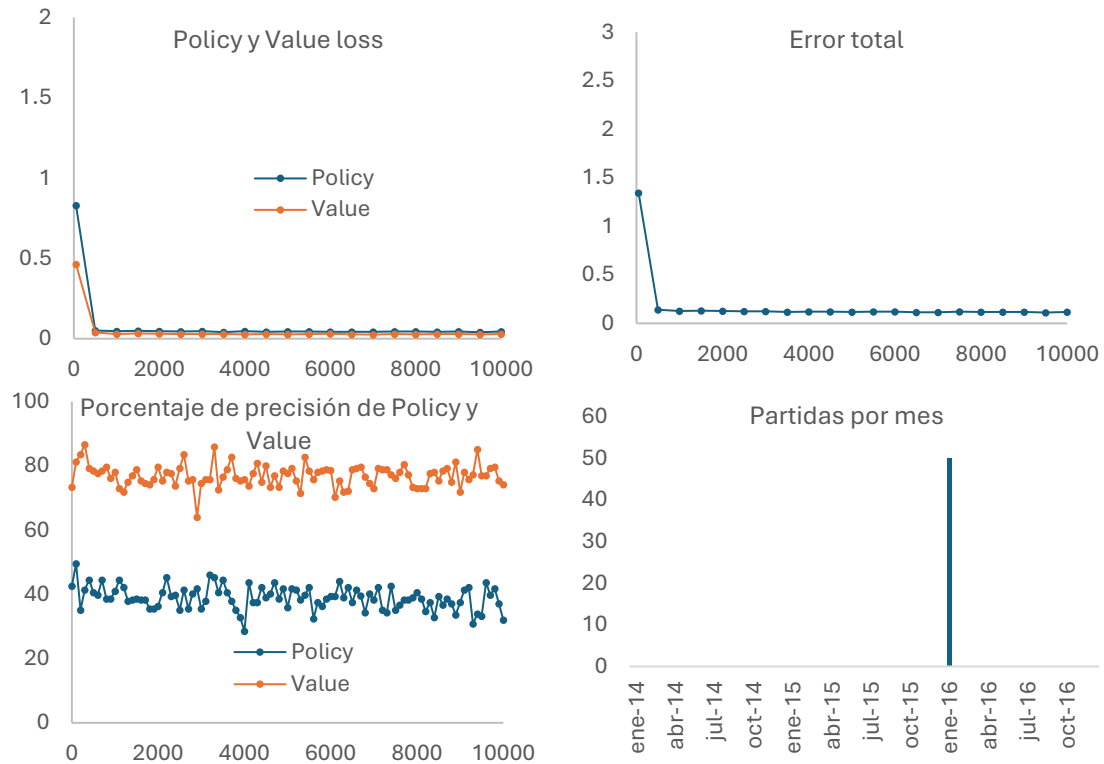 Policy y Value loss
2
1.5
1
0.5
0
Policy
Value
0 2000 4000 6000 8000 10000
Error total
3
2.5
2
1.5
1
0.5
0
0 2000 4000 6000 8000 10000
Porcentaje de precisión de Policy y
Value
100
80
60
40
20
0
Policy
Value
0 2000 4000 6000 8000 10000
Partidas por mes
60
50
40
30
20
10
0
ene-14
abr-14
jul-14
oct-14
ene-15
abr-15
jul-15
oct-15
ene-16
abr-16
jul-16
oct-16